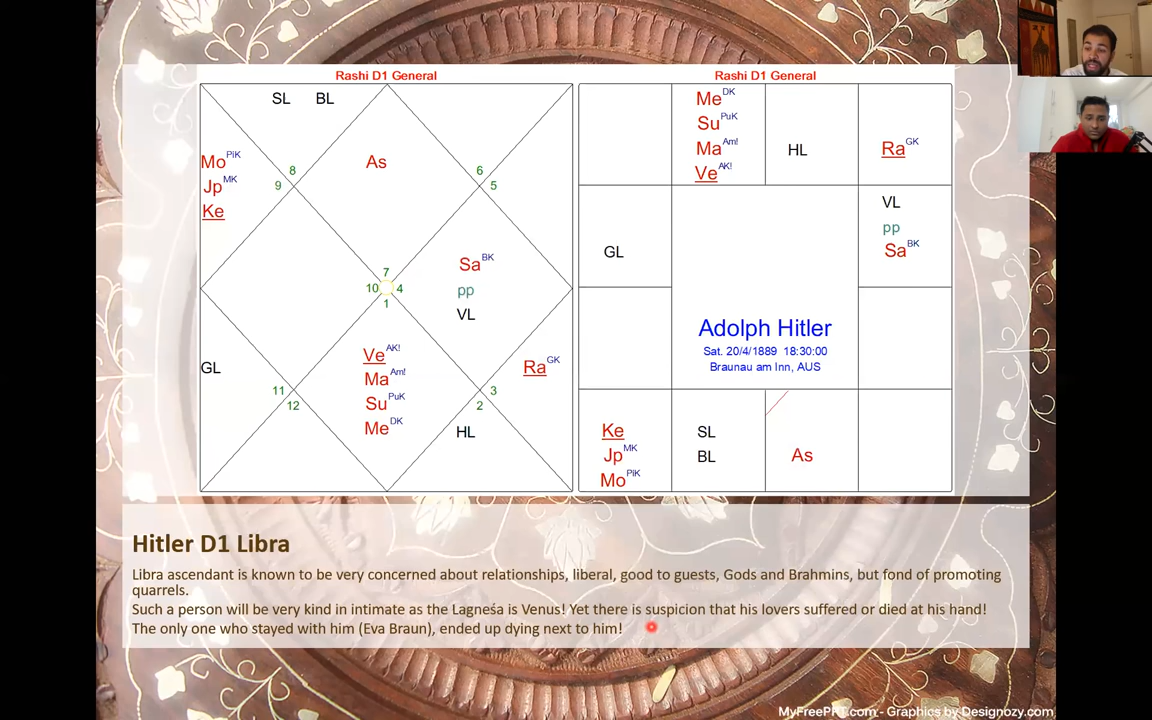 Rashi D1 General
SL BL
Mo PiK
Jp MK
Ke
As
8
9
6
5
7
10 4
1
Sa BK
pp
VL
Ve AK!
Ma Am!
Su PuK
Me DK
Ra GK
GL
11
12
3
2
HL
Rashi D1 General
Me DK
Su PuK
Ma Am!
Ve AK!
HL
Ra GK
GL
VL
pp
Sa BK
Adolph Hitler
Sat. 20/4/1889 18:30:00
Braunau am Inn, AUS
Ke
Jp MK
Mo PiK
SL
BL
As
Hitler D1 Libra
Libra ascendant is known to be very concerned about relationships, liberal, good to guests, Gods and Brahmins, but fond of promoting
quarrels.
Such a person will be very kind in intimate as the Lagneśa is Venus! Yet there is suspicion that his lovers suffered or died at his hand!
The only one who stayed with him (Eva Braun), ended up dying next to him!
MyFreePPT.com - Graphics by Designozy.com